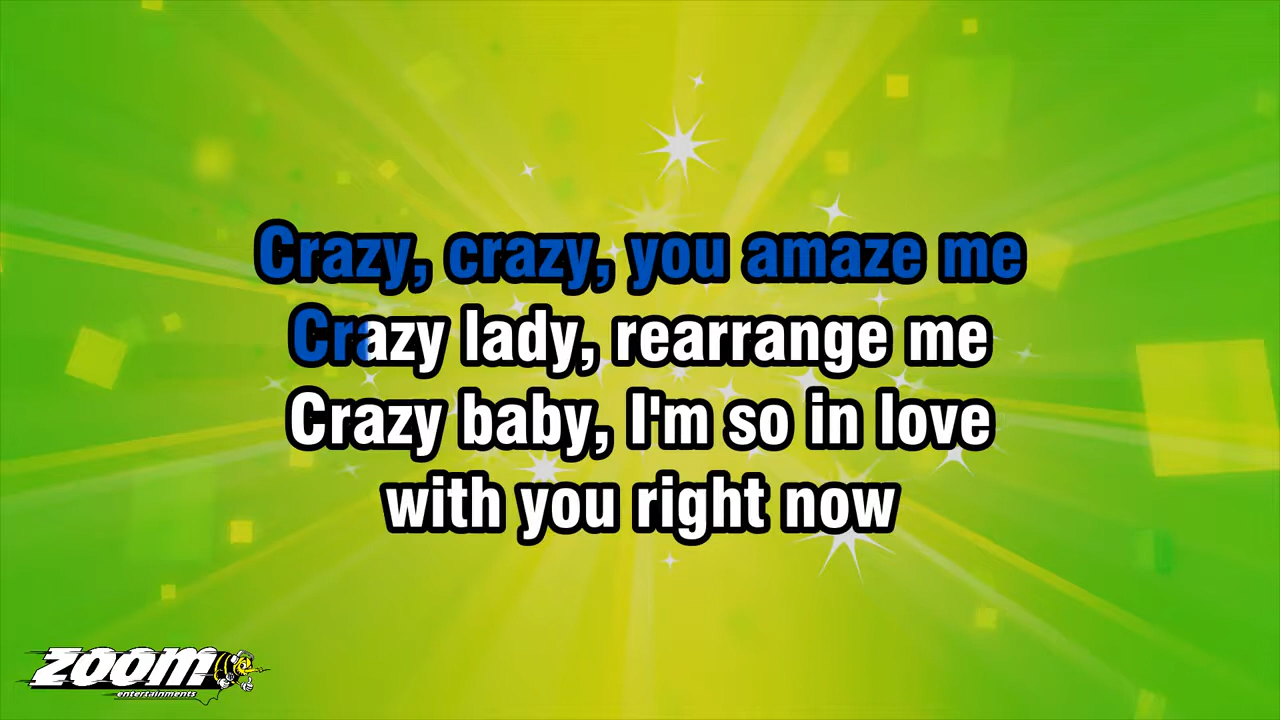 Crazy, crazy, you amaze me
Crazy lady, rearrange me
Crazy baby, I'm so in love
with you right now
zoom
entertainments